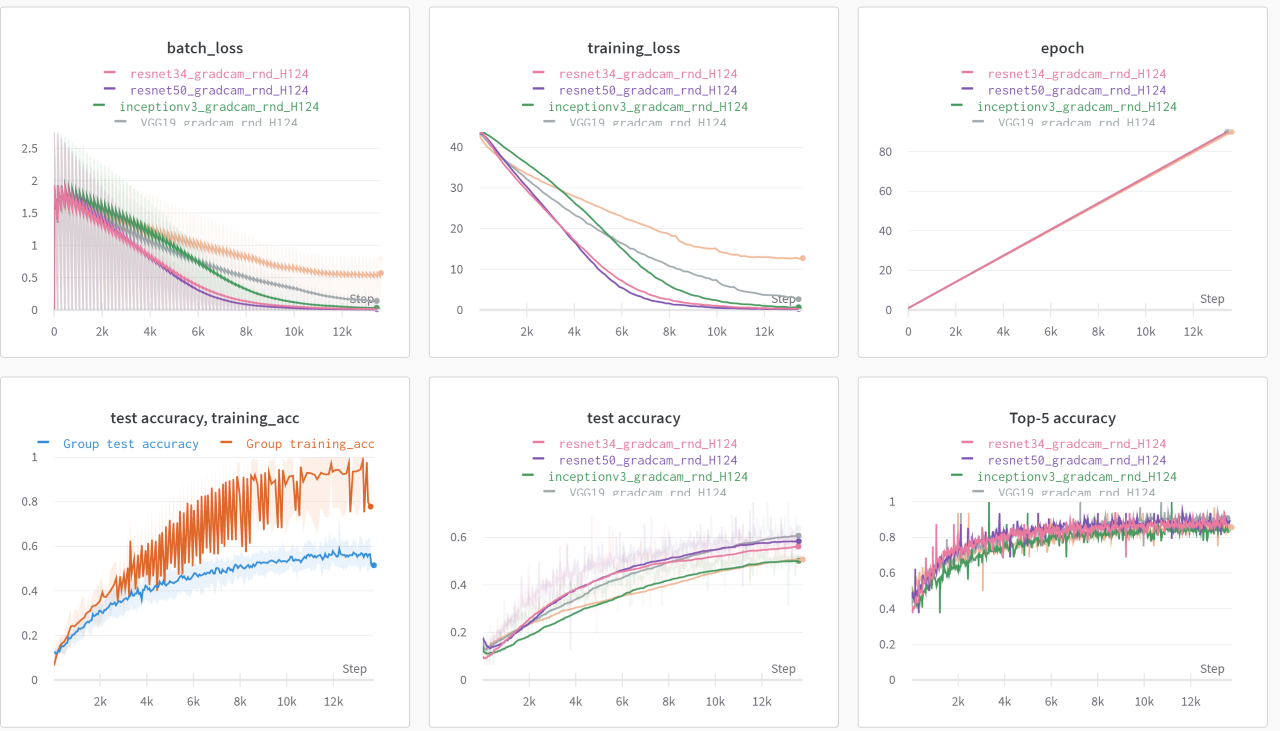 batch_loss
resnet34_gradcam_rnd_H124
resnet50_gradcam_rnd_H124
inceptionv3_gradcam_rnd_H124
VGG19_gradcam_rnd_H124
2.5
2
1.5
1
0.5
0
Step
0 2k 4k 6k 8k 10k 12k
training_loss
resnet34_gradcam_rnd_H124
resnet50_gradcam_rnd_H124
inceptionv3_gradcam_rnd_H124
VGG19_gradcam_rnd_H124
40
30
20
10
0
Step
2k 4k 6k 8k 10k 12k
epoch
resnet34_gradcam_rnd_H124
resnet50_gradcam_rnd_H124
inceptionv3_gradcam_rnd_H124
VGG19_gradcam_rnd_H124
80
60
40
20
0
Step
0 2k 4k 6k 8k 10k 12k
test accuracy, training_acc
Group test accuracy Group training_acc
1
0.8
0.6
0.4
0.2
0
Step
2k 4k 6k 8k 10k 12k
test accuracy
resnet34_gradcam_rnd_H124
resnet50_gradcam_rnd_H124
inceptionv3_gradcam_rnd_H124
VGG19_gradcam_rnd_H124
0.6
0.4
0.2
0
Step
2k 4k 6k 8k 10k 12k
Top-5 accuracy
resnet34_gradcam_rnd_H124
resnet50_gradcam_rnd_H124
inceptionv3_gradcam_rnd_H124
VGG19_gradcam_rnd_H124
1
0.8
0.6
0.4
0.2
0
Step
2k 4k 6k 8k 10k 12k